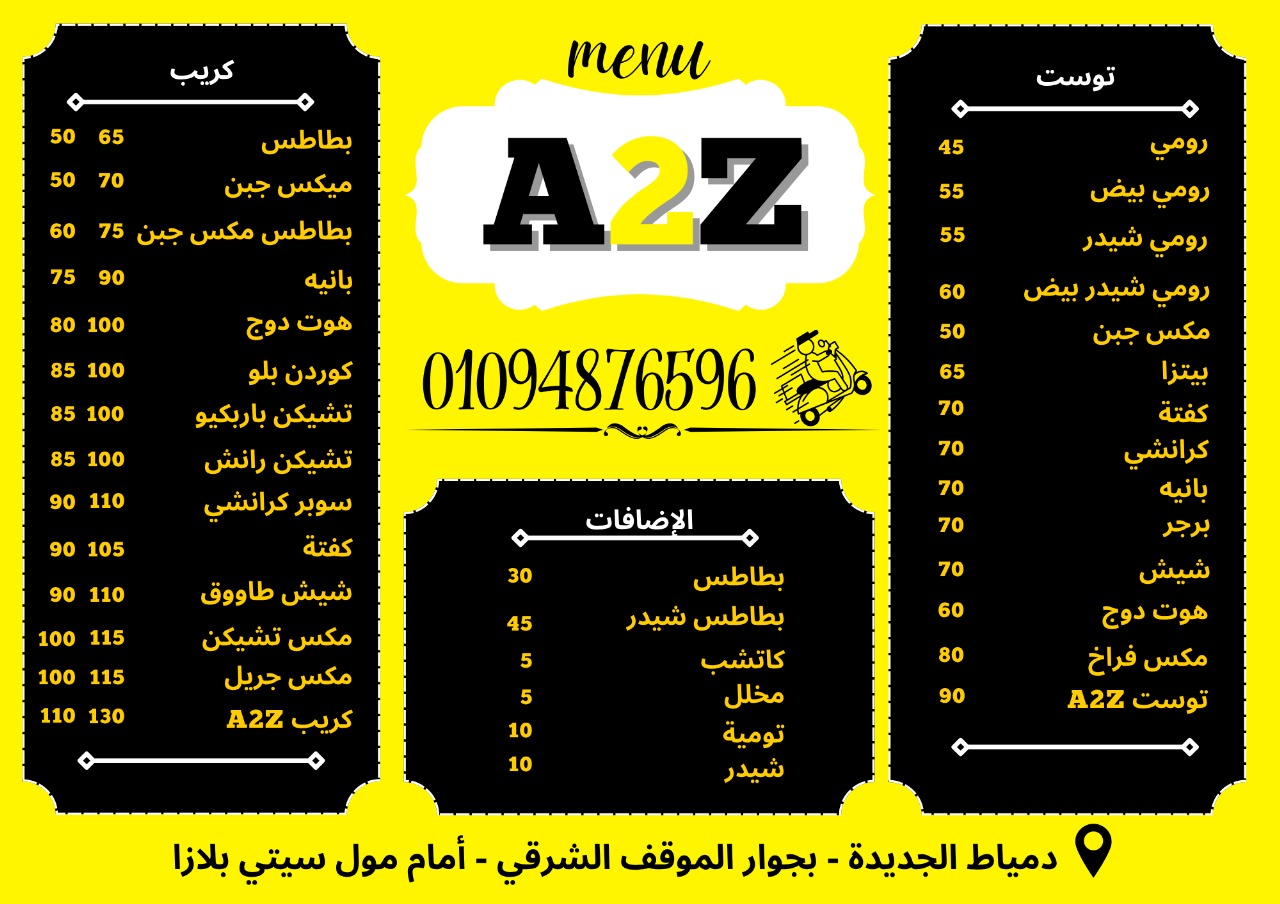 menu
A2Z
01094876596
توست
رومي 45
رومي بيض 55
رومي شيدر 55
رومي شيدر بيض 60
مكس جبن 50
بيتزا 65
كفتة 70
كرانشي 70
بانيه 70
برجر 70
شيش 70
هوت دوج 60
مكس فراخ 80
توست A2Z 90
الإضافات
بطاطس 30
بطاطس شيدر 45
كاتشب 5
مخلل 5
تومية 10
شيدر 10
كريب
بطاطس 65 50
ميكس جبن 70 50
بطاطس مكس جبن 75 60
بانيه 90 75
هوت دوج 100 80
كوردن بلو 100 85
تشيكن باربكيو 100 85
تشيكن رانش 100 85
سوبر كرانشي 110 90
كفتة 105 90
شيش طاووق 110 90
مكس تشيكن 115 100
مكس جريل 115 100
كريب A2Z 130 110
دمياط الجديدة - بجوار الموقف الشرقي - أمام مول سيتي بلازا